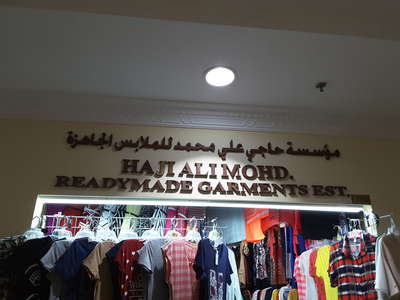 مؤسسة حاجي علي محمد للملابس الجاهزة
HAJI ALI MOHD.
READYMADE GARMENTS EST.